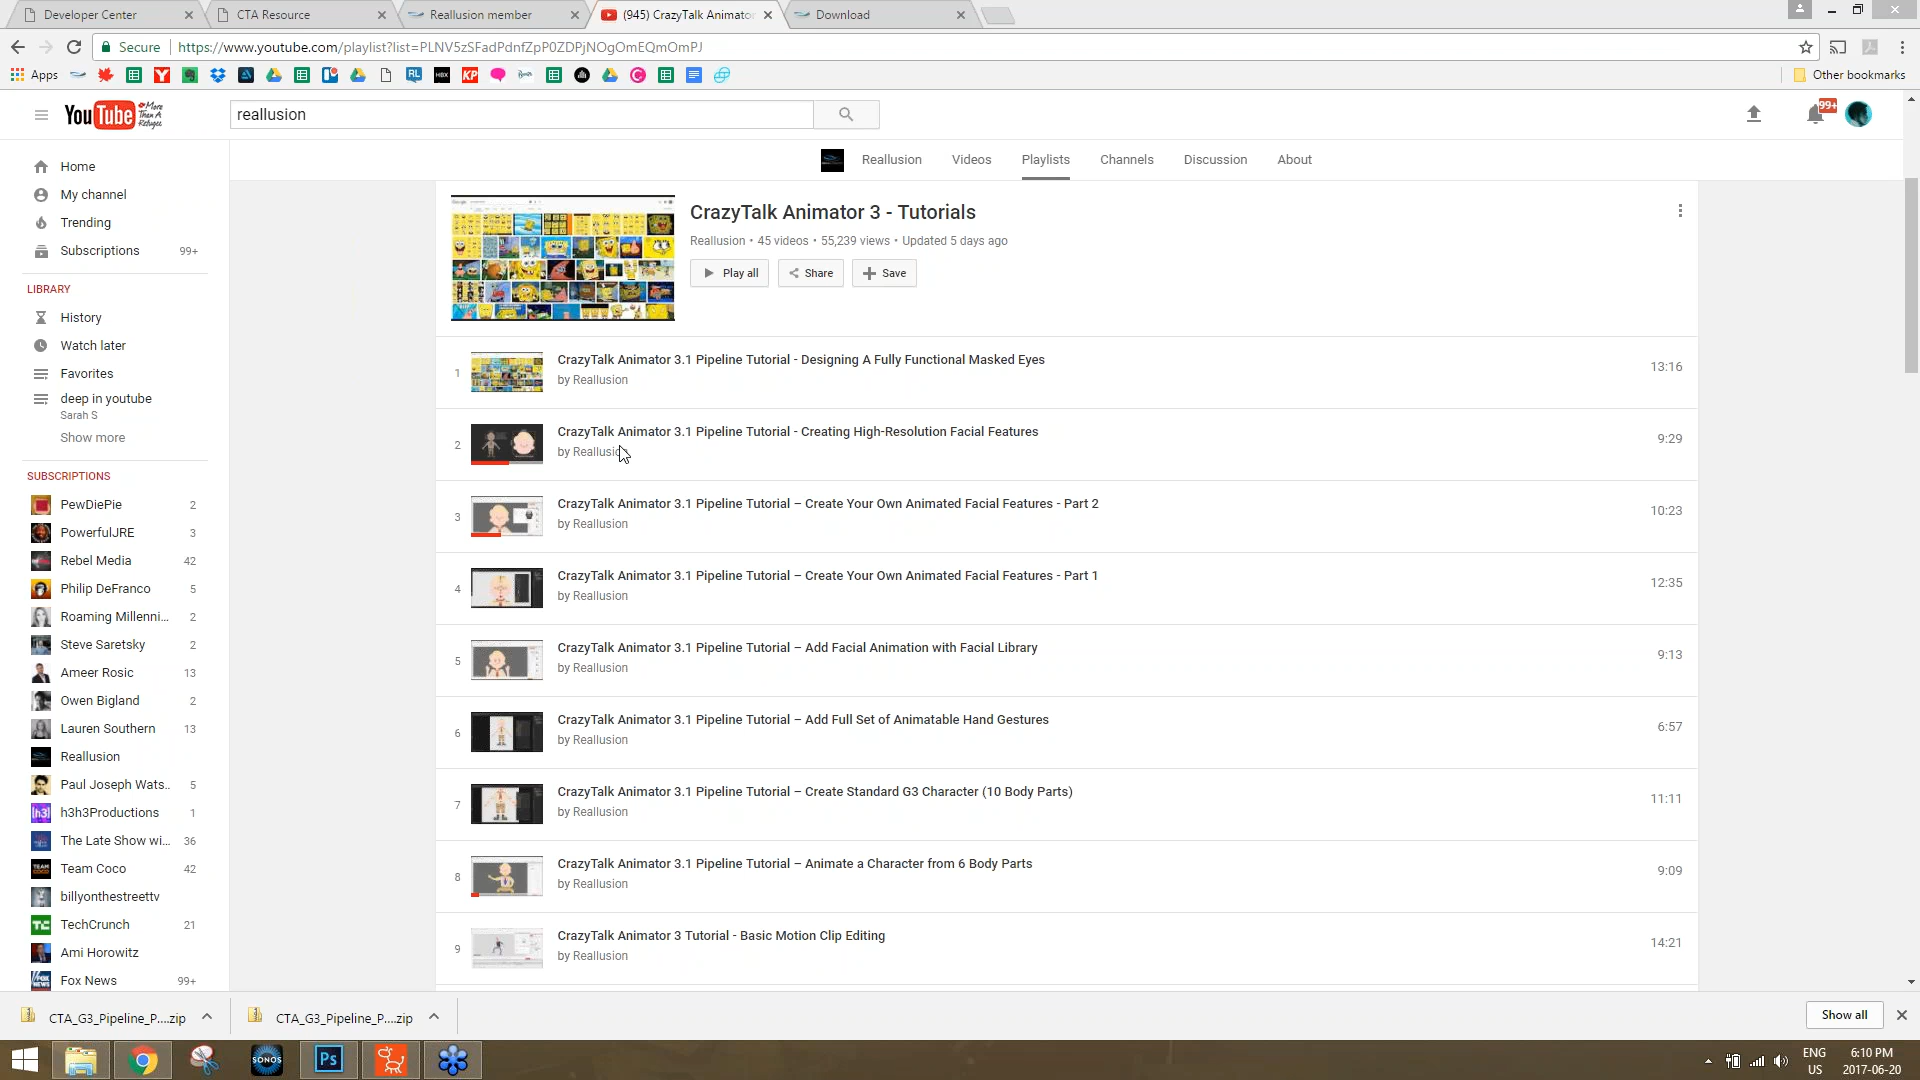 Developer Center
CTA Resource
Reallusion member
(945) CrazyTalk Animator
Download
Secure
https://www.youtube.com/playlist?list=PLNV5zSFadPdnfZpP0ZDPjNOgOmEQmOmPJ
Apps
Other bookmarks
YouTube More Than A Refugee
reallusion
99+
Reallusion
Videos
Playlists
Channels
Discussion
About
Home
My channel
Trending
Subscriptions 99+
LIBRARY
History
Watch later
Favorites
deep in youtube
Sarah S
Show more
SUBSCRIPTIONS
PewDiePie 2
PowerfulJRE 3
Rebel Media 42
Philip DeFranco 5
Roaming Millenni... 2
Steve Saretsky 2
Ameer Rosic 13
Owen Bigland 2
Lauren Southern 13
Reallusion
Paul Joseph Wats.. 5
h3h3Productions 1
The Late Show wi... 36
Team Coco 42
billyonthestreettv
TechCrunch 21
Ami Horowitz
Fox News 99+
CrazyTalk Animator 3 - Tutorials
Reallusion • 45 videos • 55,239 views • Updated 5 days ago
Play all
Share
Save
1 CrazyTalk Animator 3.1 Pipeline Tutorial - Designing A Fully Functional Masked Eyes 13:16
by Reallusion
2 CrazyTalk Animator 3.1 Pipeline Tutorial - Creating High-Resolution Facial Features 9:29
by Reallusion
3 CrazyTalk Animator 3.1 Pipeline Tutorial – Create Your Own Animated Facial Features - Part 2 10:23
by Reallusion
4 CrazyTalk Animator 3.1 Pipeline Tutorial – Create Your Own Animated Facial Features - Part 1 12:35
by Reallusion
5 CrazyTalk Animator 3.1 Pipeline Tutorial – Add Facial Animation with Facial Library 9:13
by Reallusion
6 CrazyTalk Animator 3.1 Pipeline Tutorial – Add Full Set of Animatable Hand Gestures 6:57
by Reallusion
7 CrazyTalk Animator 3.1 Pipeline Tutorial – Create Standard G3 Character (10 Body Parts) 11:11
by Reallusion
8 CrazyTalk Animator 3.1 Pipeline Tutorial – Animate a Character from 6 Body Parts 9:09
by Reallusion
9 CrazyTalk Animator 3 Tutorial - Basic Motion Clip Editing 14:21
by Reallusion
CTA_G3_Pipeline_P....zip
CTA_G3_Pipeline_P....zip
Show all
SONOS
Ps
ENG
US
6:10 PM
2017-06-20